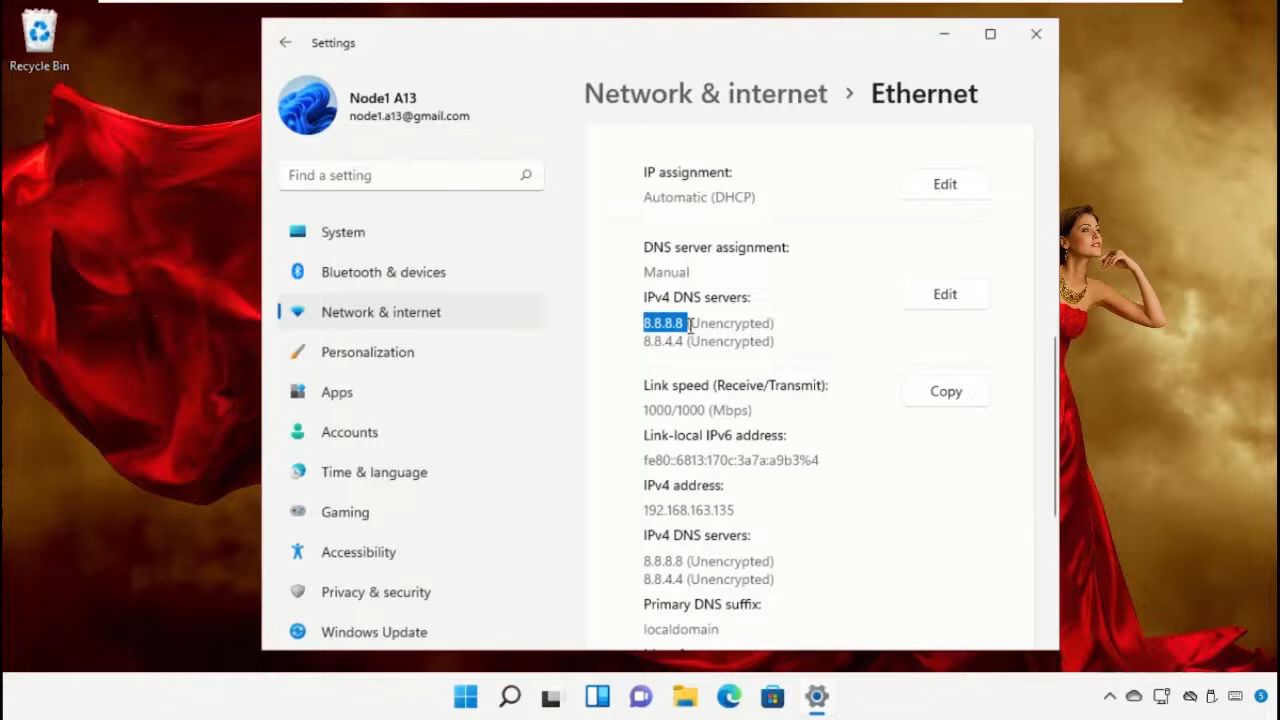 Recycle Bin
Settings
Node1 A13
node1.a13@gmail.com
Find a setting
System
Bluetooth & devices
Network & internet
Personalization
Apps
Accounts
Time & language
Gaming
Accessibility
Privacy & security
Windows Update
Network & internet > Ethernet
IP assignment:
Automatic (DHCP)
Edit
DNS server assignment:
Manual
IPv4 DNS servers:
8.8.8.8 (Unencrypted)
8.8.4.4 (Unencrypted)
Edit
Link speed (Receive/Transmit):
1000/1000 (Mbps)
Copy
Link-local IPv6 address:
fe80::6813:170c:3a7a:a9b3%4
IPv4 address:
192.168.163.135
IPv4 DNS servers:
8.8.8.8 (Unencrypted)
8.8.4.4 (Unencrypted)
Primary DNS suffix:
localdomain
5